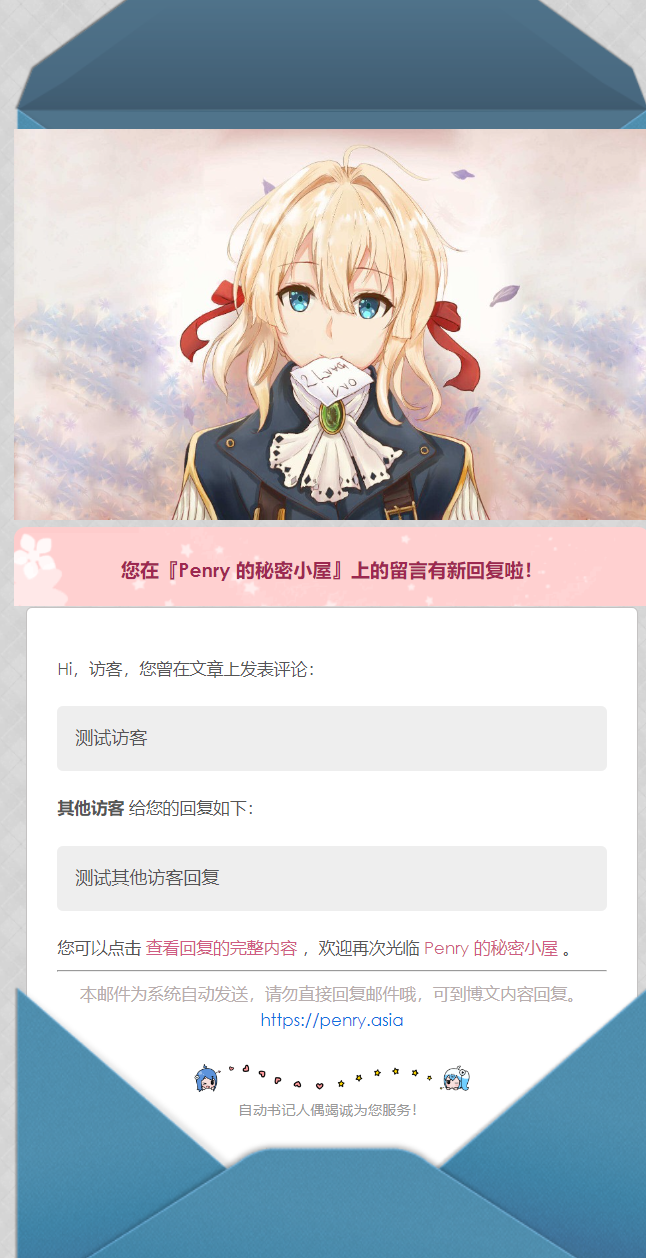 您在『Penry 的秘密小屋』上的留言有新回复啦！
Hi，访客，您曾在文章上发表评论：
测试访客
其他访客 给您的回复如下：
测试其他访客回复
您可以点击 查看回复的完整内容 ，欢迎再次光临 Penry 的秘密小屋 。
本邮件为系统自动发送，请勿直接回复邮件哦，可到博文内容回复。
https://penry.asia
自动书记人偶竭诚为您服务！